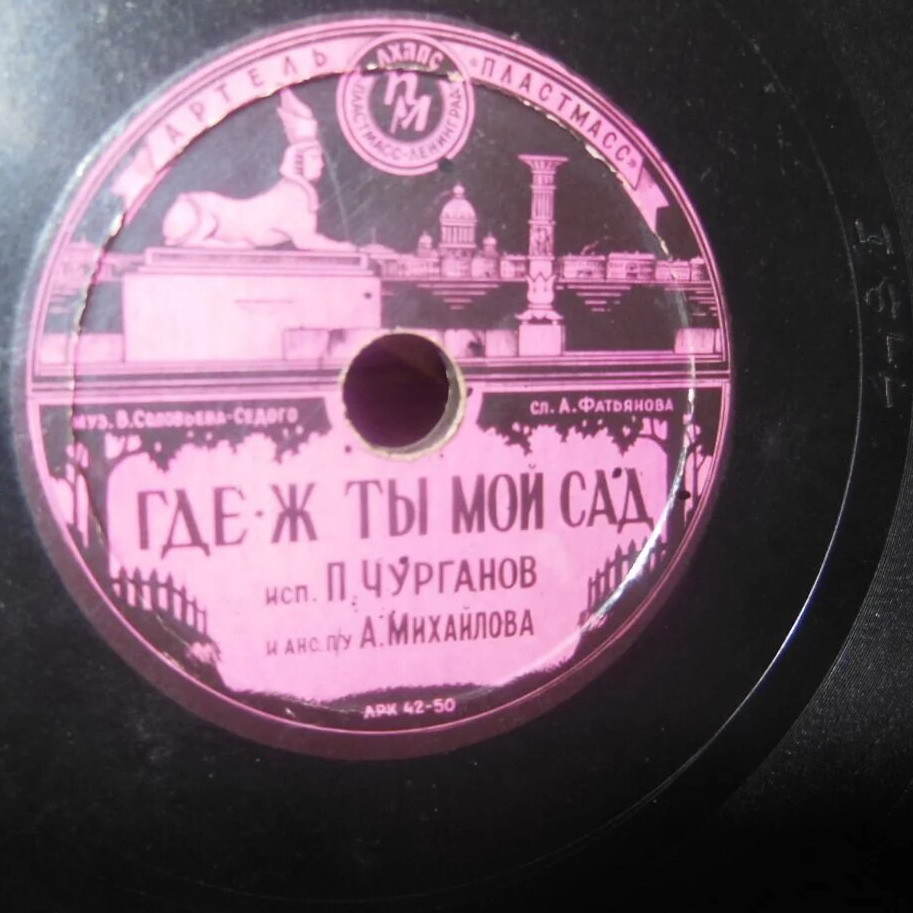 АРТЕЛЬ
ЛХППС
ПМ
ПЛАСТМАСС-ЛЕНИНГРАД
«ПЛАСТМАСС»
муз. В. Соловьева-Седого
сл. А. Фатьянова
ГДЕ-Ж ТЫ МОЙ САД
исп. П. ЧУРГАНОВ
и анс. п/у А. Михайлова
АРК 42-50